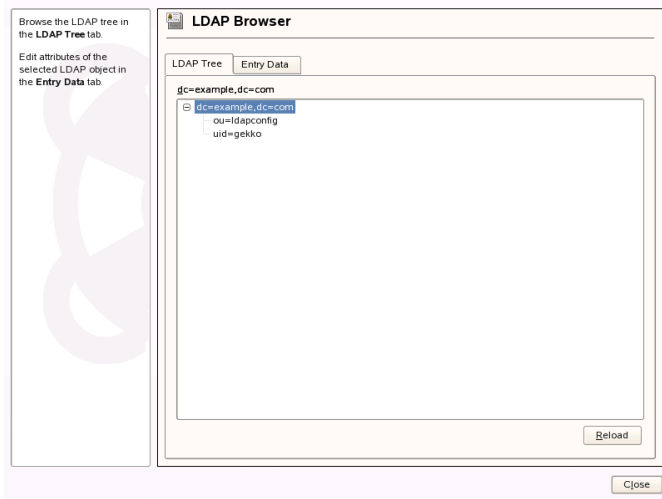 Browse the LDAP tree in
the LDAP Tree tab.
Edit attributes of the
selected LDAP object in
the Entry Data tab.
LDAP Browser
LDAP Tree
Entry Data
dc=example,dc=com
dc=example,dc=com
ou=ldapconfig
uid=gekko
Reload
Close